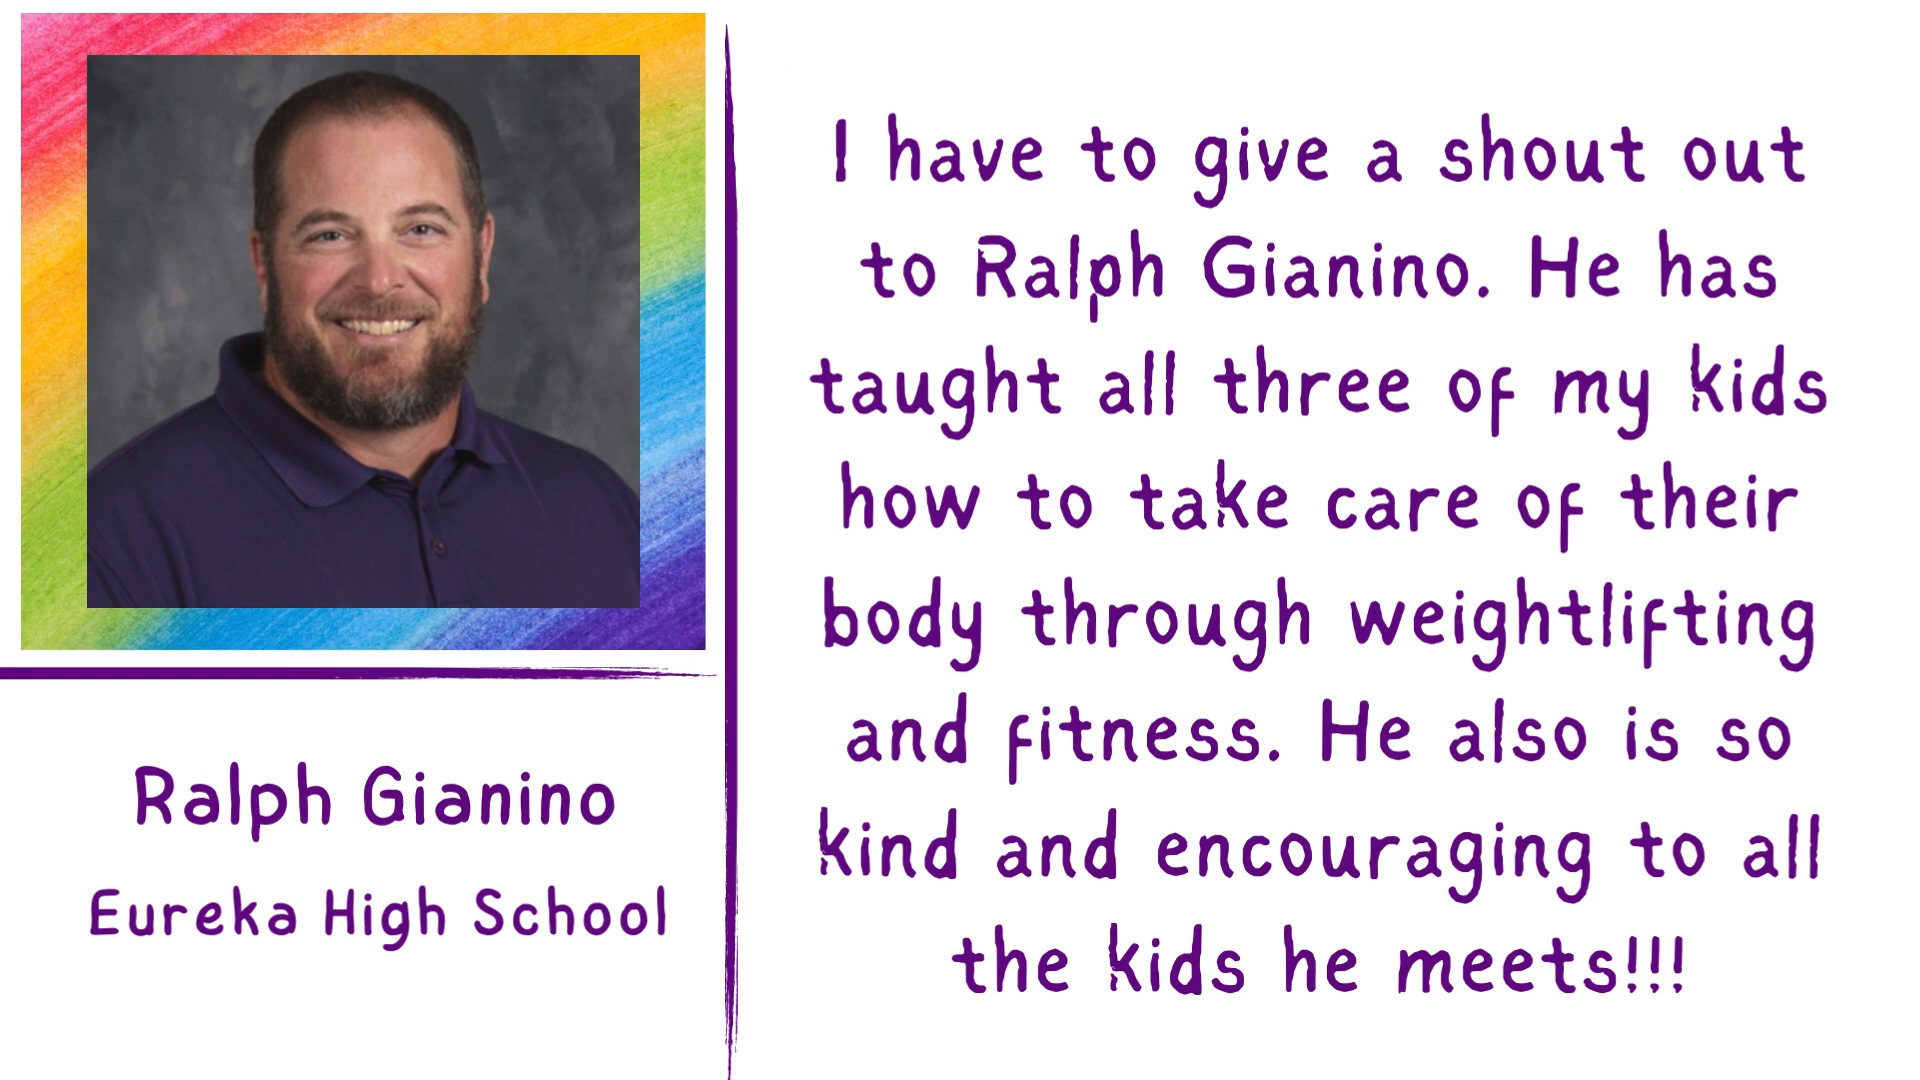 Ralph Gianino
Eureka High School
I have to give a shout out
to Ralph Gianino. He has
taught all three of my kids
how to take care of their
body through weightlifting
and fitness. He also is so
kind and encouraging to all
the kids he meets!!!